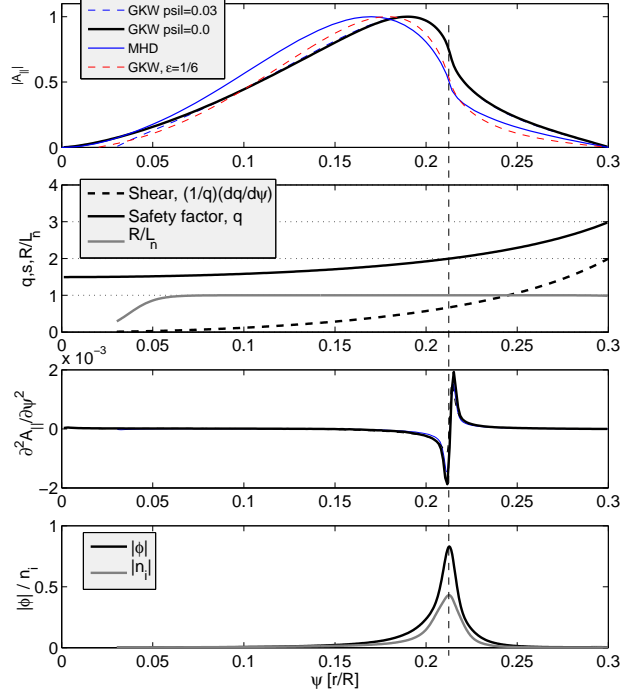 GKW psil=0.03
GKW psil=0.0
MHD
GKW, ε=1/6
|A||||
1
0.5
0
0 0.05 0.1 0.15 0.2 0.25 0.3
Shear, (1/q)(dq/dψ)
Safety factor, q
R/Ln
q,s,R/Ln
4
3
2
1
0
0 0.05 0.1 0.15 0.2 0.25 0.3
x 10−3
∂2A||/∂ψ2
2
0
−2
0 0.05 0.1 0.15 0.2 0.25 0.3
|φ|
|ni|
|φ| / ni
1
0.5
0
0 0.05 0.1 0.15 0.2 0.25 0.3
ψ [r/R]